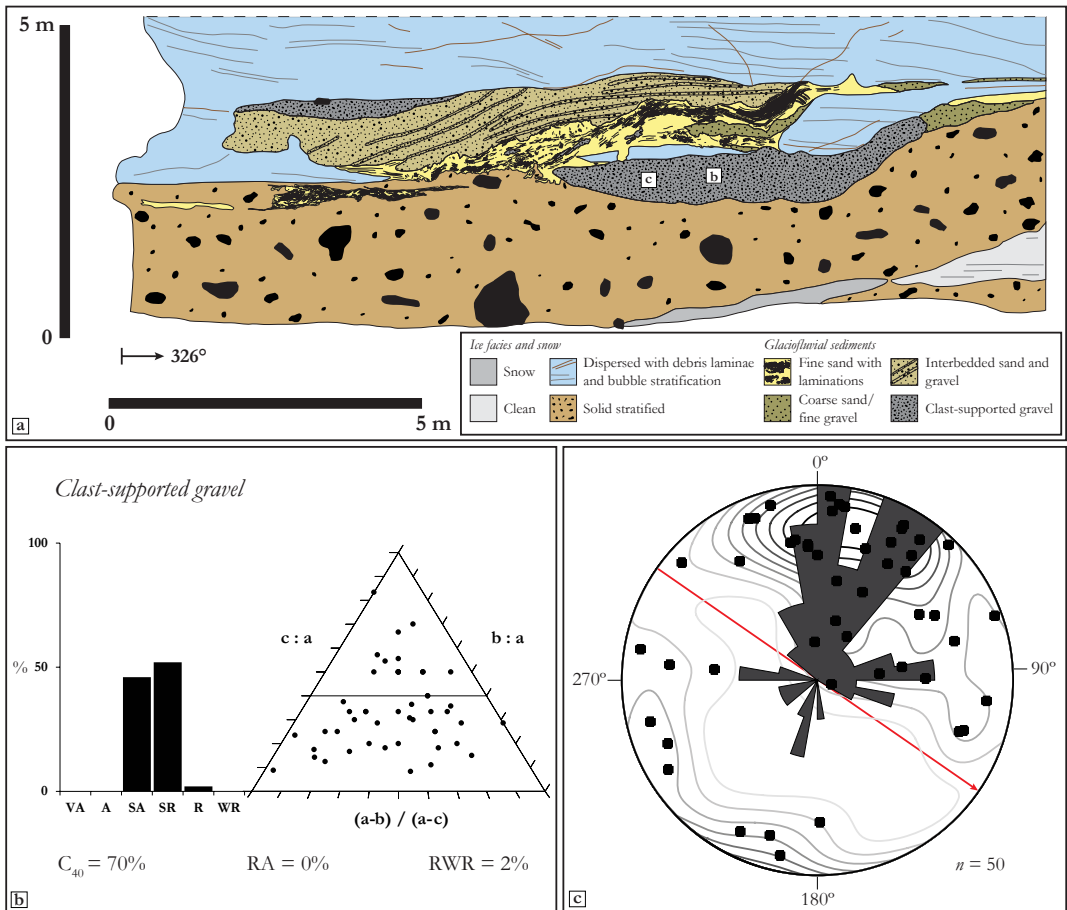 5 m
0
326°
0
5 m
a
c
b
Ice facies and snow
Snow
Clean
Dispersed with debris laminae
and bubble stratification
Solid stratified
Glaciofluvial sediments
Fine sand with
laminations
Coarse sand/
fine gravel
Interbedded sand and
gravel
Clast-supported gravel
Clast-supported gravel
100
50
0
%
VA A SA SR R WR
c : a
b : a
(a-b) / (a-c)
C40 = 70%
RA = 0%
RWR = 2%
b
0º
90º
180º
270º
n = 50
c